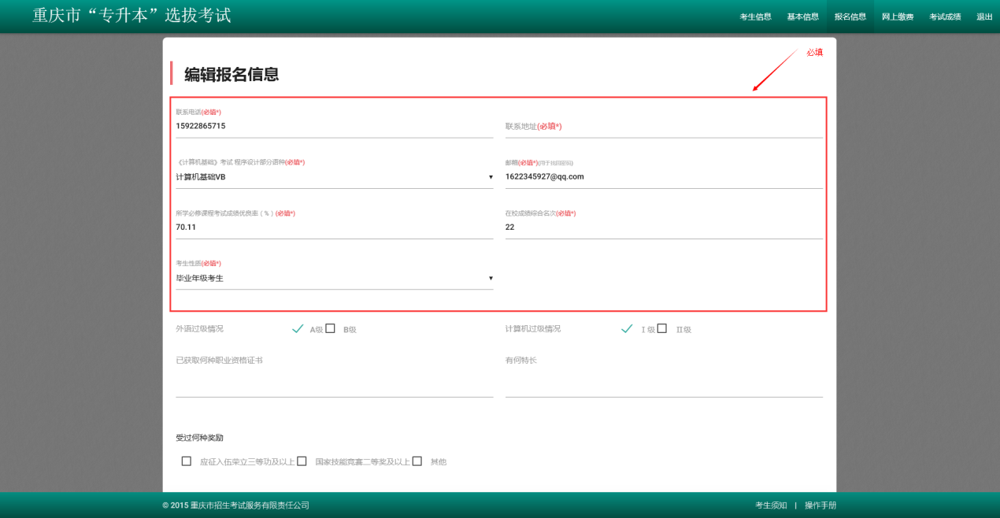 重庆市“专升本”选拔考试
考生信息 基本信息 报名信息 网上缴费 考试成绩 退出
必填
编辑报名信息
联系电话(必填*)
15922865715
联系地址(必填*)
《计算机基础》考试 程序设计部分语种(必填*)
计算机基础VB
邮箱(必填*)(用于找回密码)
1622345927@qq.com
所学必修课程考试成绩优良率（%）(必填*)
70.11
在校成绩综合名次(必填*)
22
考生性质(必填*)
毕业年级考生
外语过级情况 A级 B级
计算机过级情况 I 级 II级
已获取何种职业资格证书
有何特长
受过何种奖励
应征入伍荣立三等功及以上 国家技能竞赛二等奖及以上 其他
© 2015 重庆市招生考试服务有限责任公司
考生须知 | 操作手册